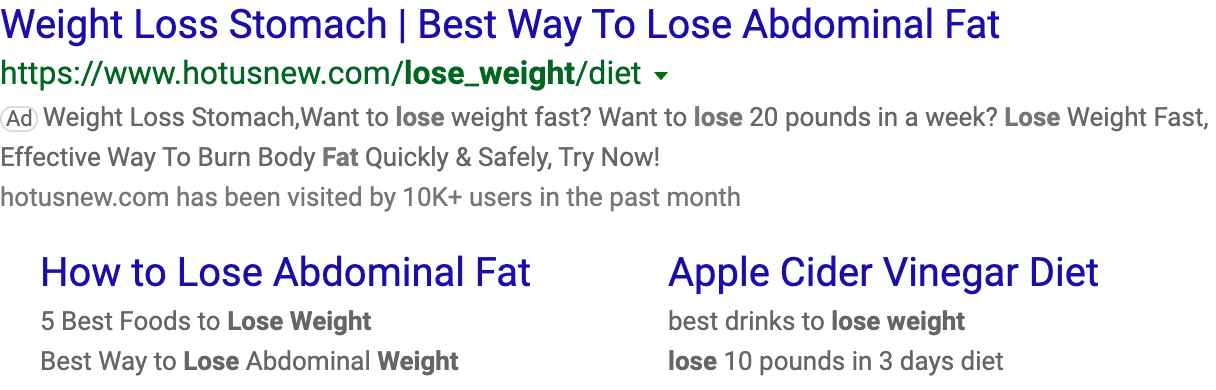 Weight Loss Stomach | Best Way To Lose Abdominal Fat
https://www.hotusnew.com/lose_weight/diet
Ad Weight Loss Stomach,Want to lose weight fast? Want to lose 20 pounds in a week? Lose Weight Fast,
Effective Way To Burn Body Fat Quickly & Safely, Try Now!
hotusnew.com has been visited by 10K+ users in the past month
How to Lose Abdominal Fat
5 Best Foods to Lose Weight
Best Way to Lose Abdominal Weight
Apple Cider Vinegar Diet
best drinks to lose weight
lose 10 pounds in 3 days diet